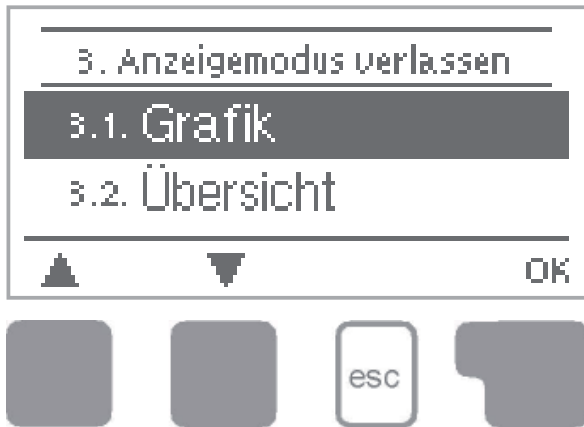 3. Anzeigemodus verlassen
3.1. Grafik
3.2. Übersicht
OK
esc